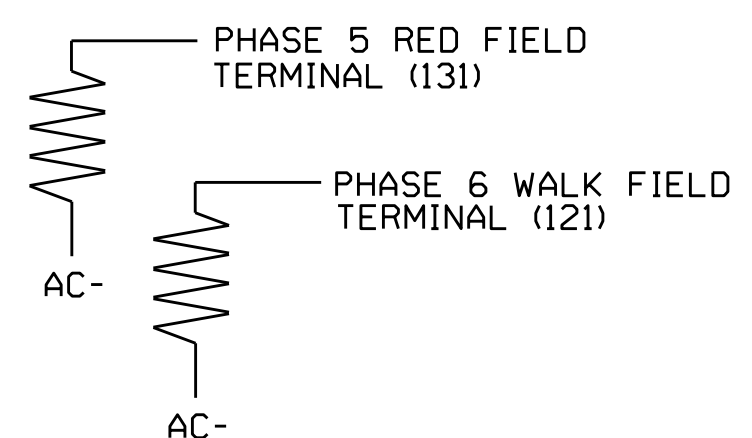 PHASE 5 RED FIELD
TERMINAL (131)
PHASE 6 WALK FIELD
TERMINAL (121)
AC-
AC-